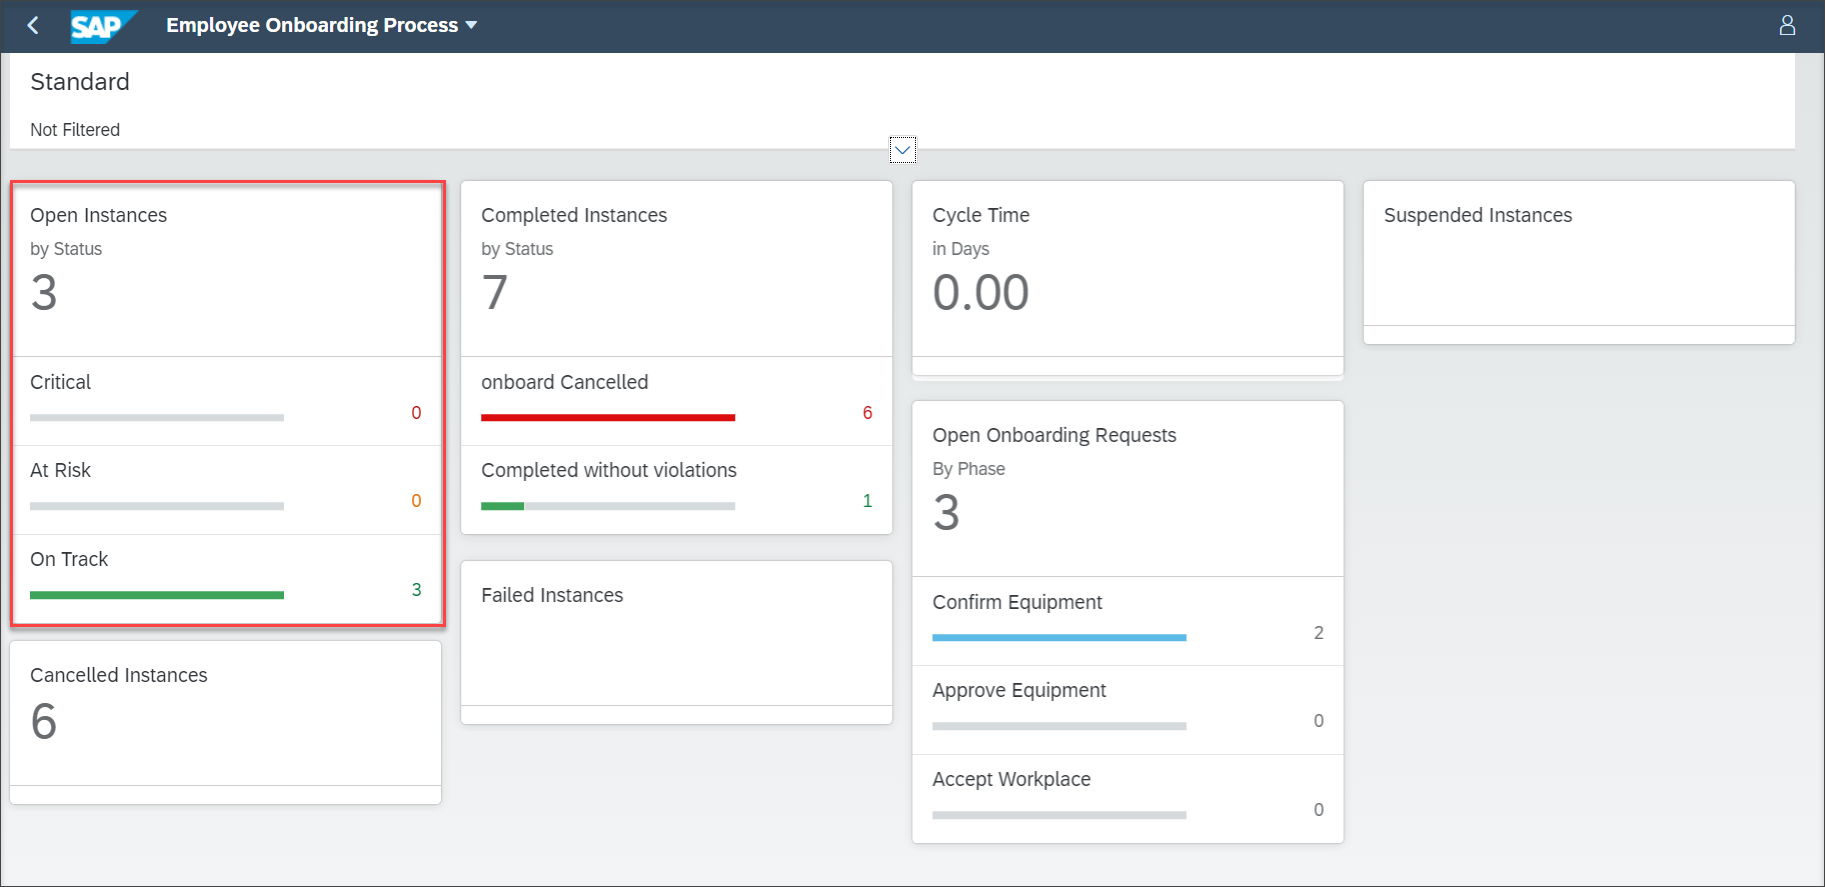 SAP Employee Onboarding Process
Standard
Not Filtered
Open Instances
by Status
3
Critical
0
At Risk
0
On Track
3
Cancelled Instances
6
Completed Instances
by Status
7
onboard Cancelled
6
Completed without violations
1
Failed Instances
Cycle Time
in Days
0.00
Open Onboarding Requests
By Phase
3
Confirm Equipment
2
Approve Equipment
0
Accept Workplace
0
Suspended Instances